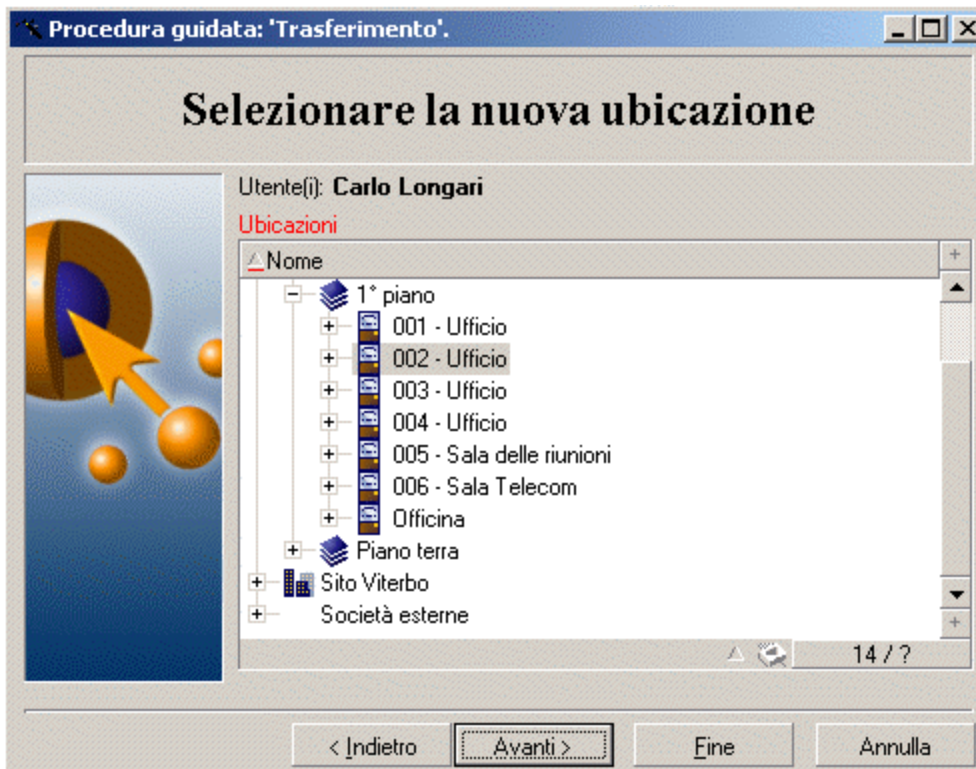 Procedura guidata: 'Trasferimento'.
Selezionare la nuova ubicazione
Utente(i): Carlo Longari
Ubicazioni
Nome
1° piano
001 - Ufficio
002 - Ufficio
003 - Ufficio
004 - Ufficio
005 - Sala delle riunioni
006 - Sala Telecom
Officina
Piano terra
Sito Viterbo
Società esterne
14 / ?
< Indietro Avanti > Fine Annulla